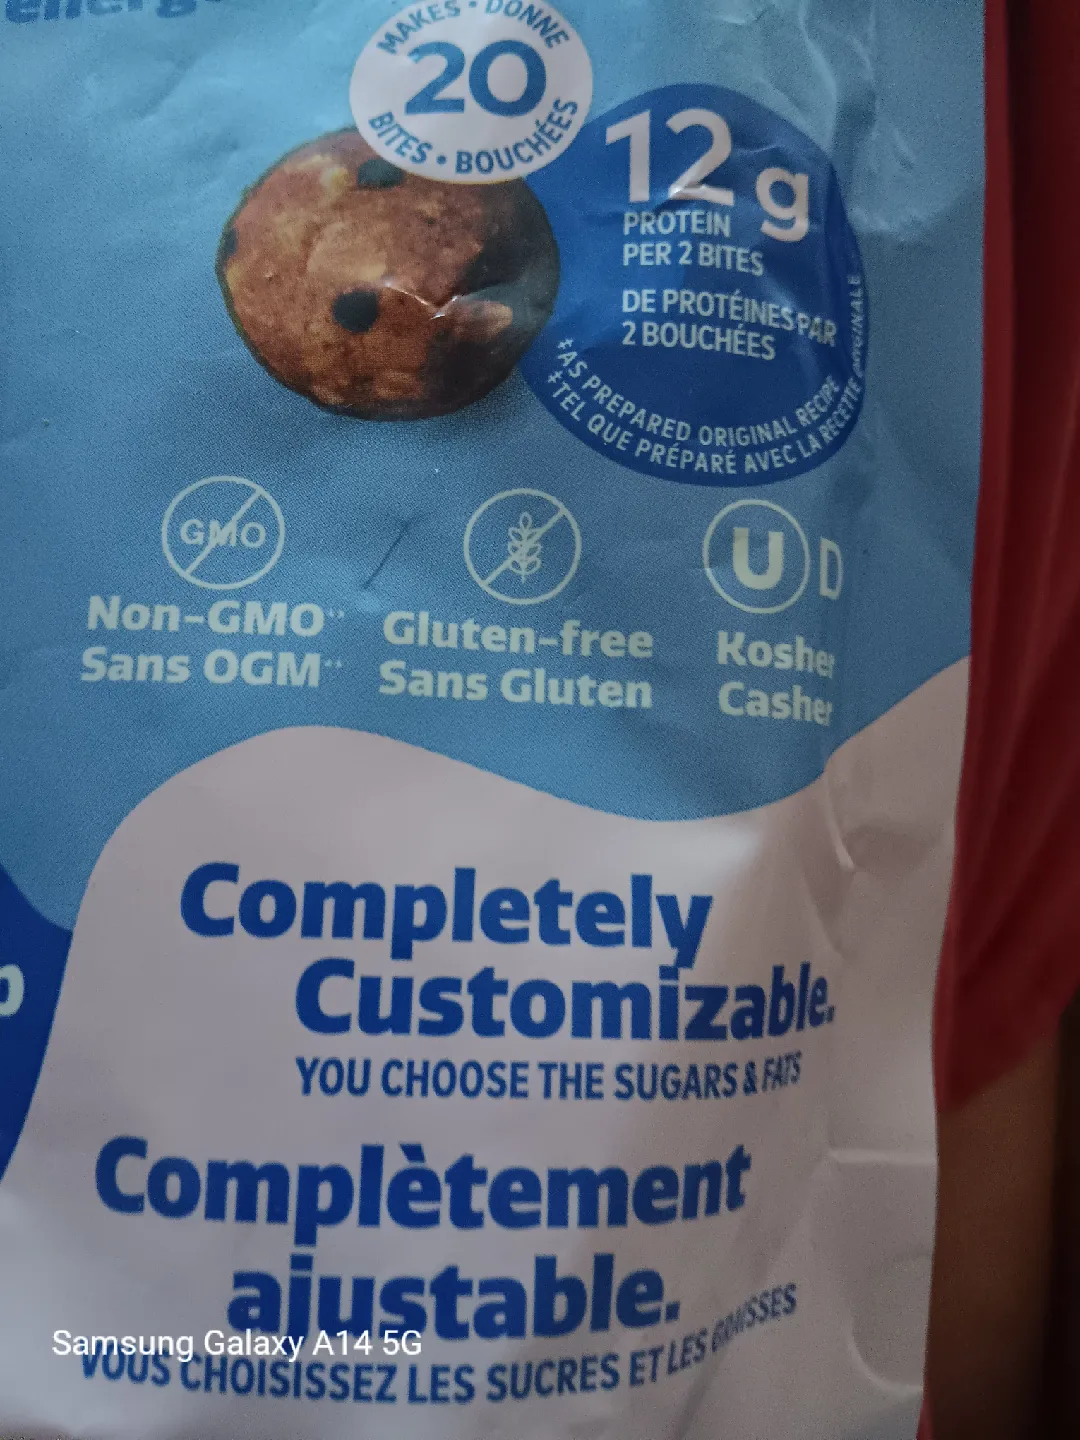 energ
MAKES • DONNE
20
BITES • BOUCHÉES
12 g
PROTEIN
PER 2 BITES
DE PROTÉINES PAR
2 BOUCHÉES
‡AS PREPARED ORIGINAL RECIPE
‡TEL QUE PRÉPARÉ AVEC LA RECETTE ORIGINALE
GMO
U D
Non-GMO
Gluten-free
Kosher
Sans OGM
Sans Gluten
Casher
Completely
Customizable.
YOU CHOOSE THE SUGARS & FATS
Complètement
ajustable.
VOUS CHOISISSEZ LES SUCRES ET LES GRAISSES
Samsung Galaxy A14 5G